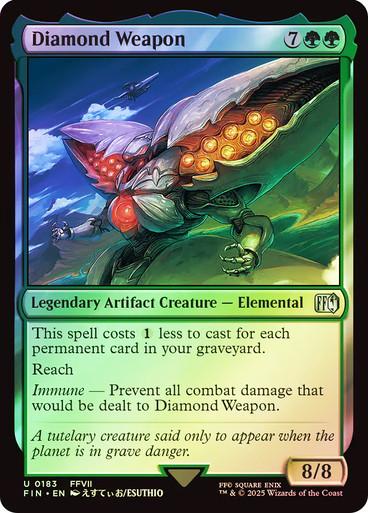 Diamond Weapon 7
Legendary Artifact Creature — Elemental
This spell costs 1 less to cast for each
permanent card in your graveyard.
Reach
Immune — Prevent all combat damage that
would be dealt to Diamond Weapon.
A tutelary creature said only to appear when the
planet is in grave danger.
8/8
U 0183 FFVII
FIN • EN えすてぃお/ESUTHIO
FF© SQUARE ENIX
™ & © 2025 Wizards of the Coast